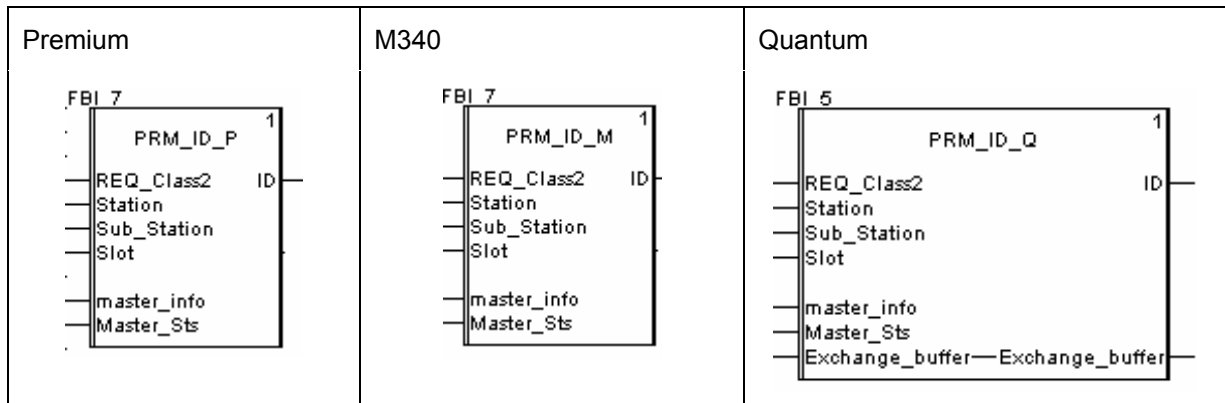 Premium
FBI_7
1
PRM_ID_P
REQ_Class2 ID
Station
Sub_Station
Slot
master_info
Master_Sts
M340
FBI_7
1
PRM_ID_M
REQ_Class2 ID
Station
Sub_Station
Slot
master_info
Master_Sts
Quantum
FBI_5
1
PRM_ID_Q
REQ_Class2 ID
Station
Sub_Station
Slot
master_info
Master_Sts
Exchange_buffer Exchange_buffer